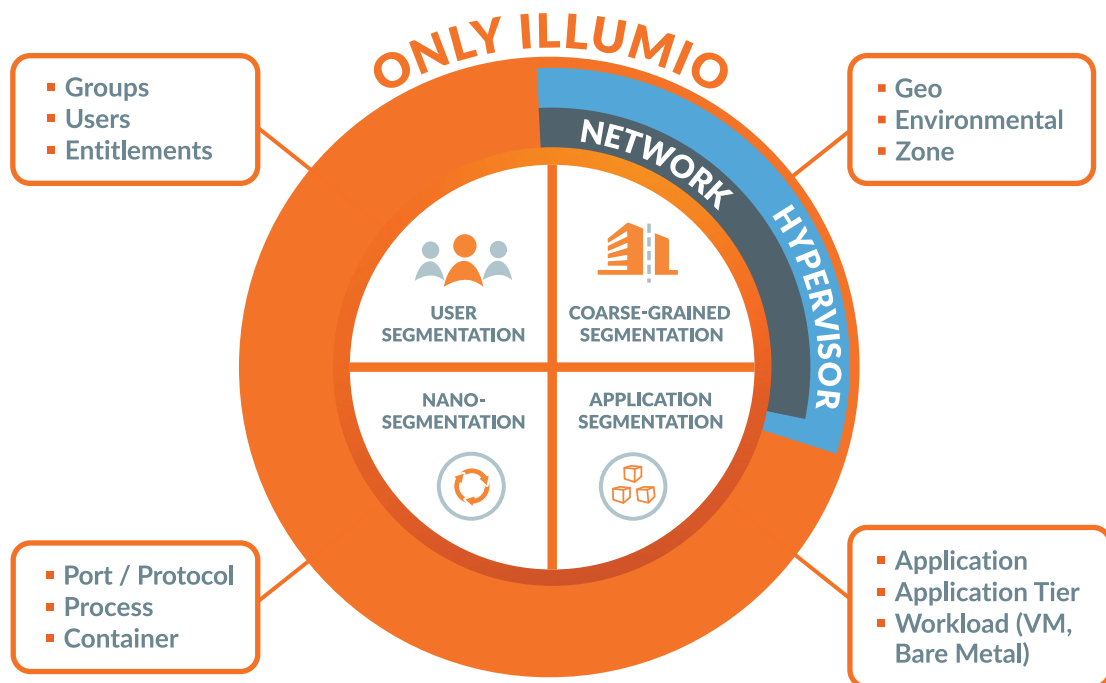 ONLY ILLUMIO
Groups
Users
Entitlements
Geo
Environmental
Zone
NETWORK
HYPERVISOR
USER
SEGMENTATION
COARSE-GRAINED
SEGMENTATION
NANO-
SEGMENTATION
APPLICATION
SEGMENTATION
Port / Protocol
Process
Container
Application
Application Tier
Workload (VM,
Bare Metal)